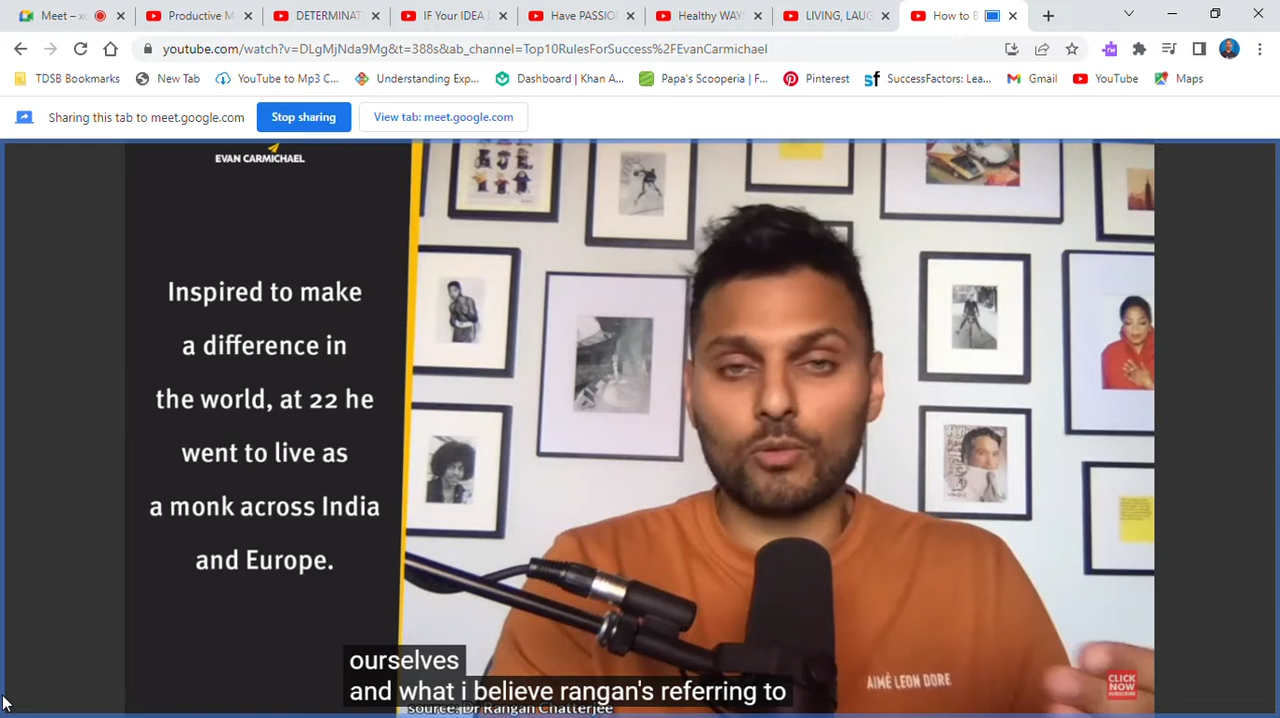 Meet – xc
Productive M
DETERMINAT
IF Your IDEA
Have PASSIO
Healthy WAYS
LIVING, LAUG
How to B
youtube.com/watch?v=DLgMjNda9Mg&t=388s&ab_channel=Top10RulesForSuccess%2FEvanCarmichael
TDSB Bookmarks
New Tab
YouTube to Mp3 C...
Understanding Exp...
Dashboard | Khan A...
Papa's Scooperia | F...
Pinterest
SuccessFactors: Lea...
Gmail
YouTube
Maps
Sharing this tab to meet.google.com
Stop sharing
View tab: meet.google.com
EVAN CARMICHAEL
Inspired to make
a difference in
the world, at 22 he
went to live as
a monk across India
and Europe.
AIMÉ LEON DORE
CLICK
NOW
SUBSCRIBE
ourselves
and what i believe rangan's referring to
source: Dr Rangan Chatterjee